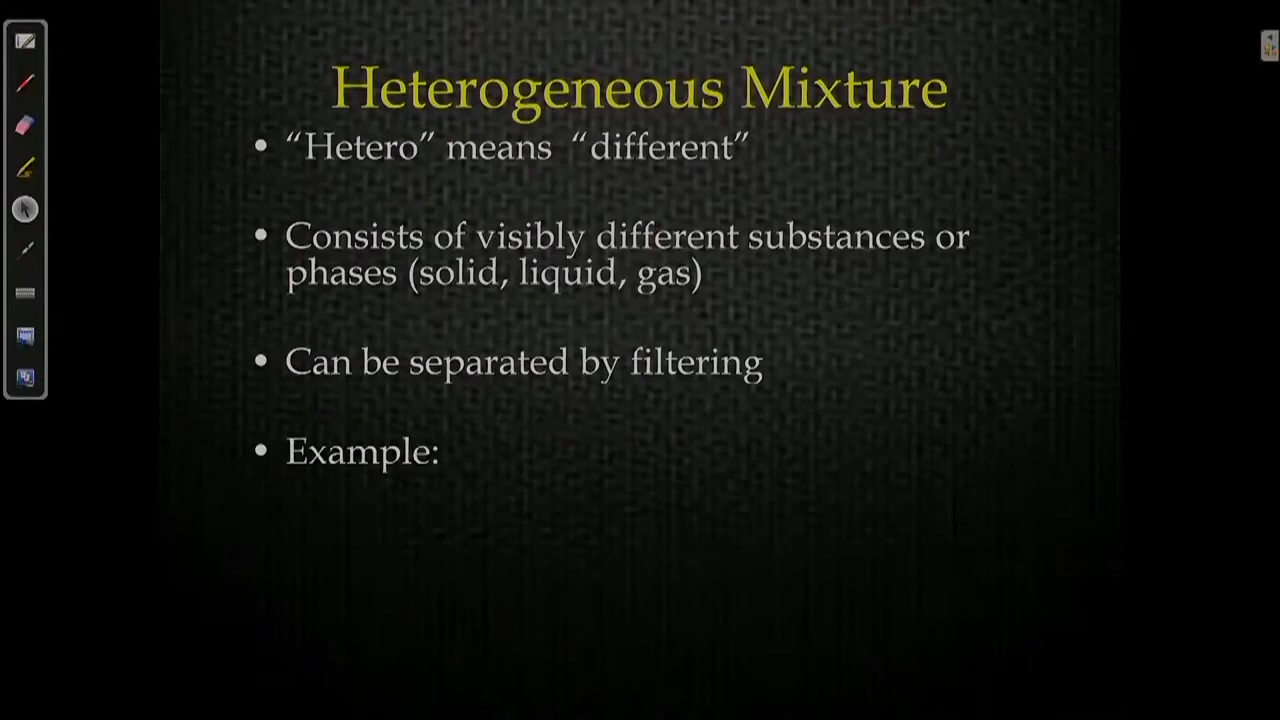 Heterogeneous Mixture
• “Hetero” means “different”
• Consists of visibly different substances or
phases (solid, liquid, gas)
• Can be separated by filtering
• Example: